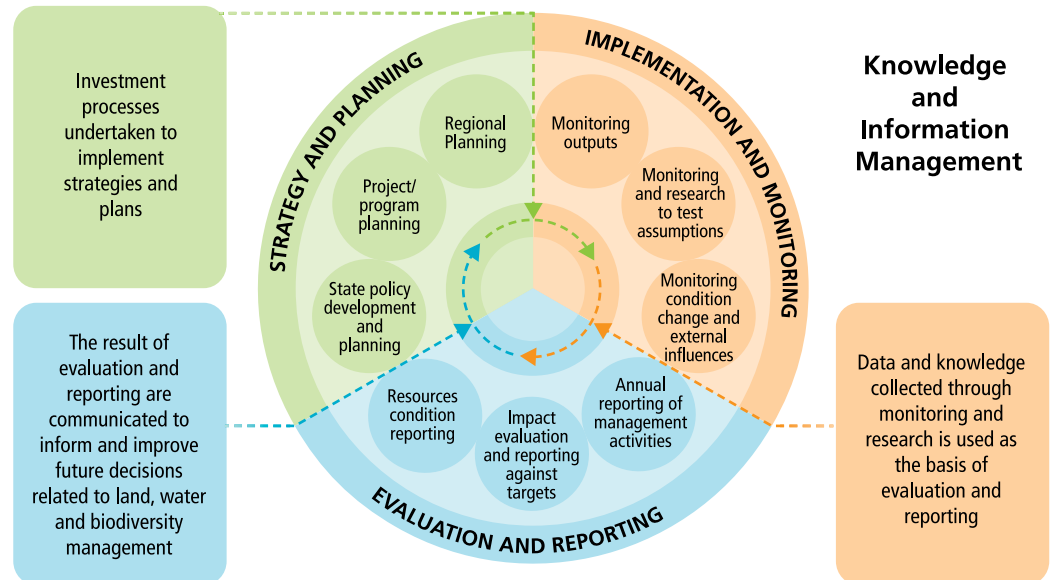 Investment
processes
undertaken to
implement
strategies and
plans
The result of
evaluation and
reporting are
communicated to
inform and improve
future decisions
related to land, water
and biodiversity
management
STRATEGY AND PLANNING
Regional
Planning
Project/
program
planning
State policy
development
and
planning
IMPLEMENTATION AND MONITORING
Monitoring
outputs
Monitoring
and research
to test
assumptions
Monitoring
condition
change and
external
influences
EVALUATION AND REPORTING
Resources
condition
reporting
Impact
evaluation
and reporting
against
targets
Annual
reporting of
management
activities
Knowledge
and
Information
Management
Data and knowledge
collected through
monitoring and
research is used as
the basis of
evaluation and
reporting